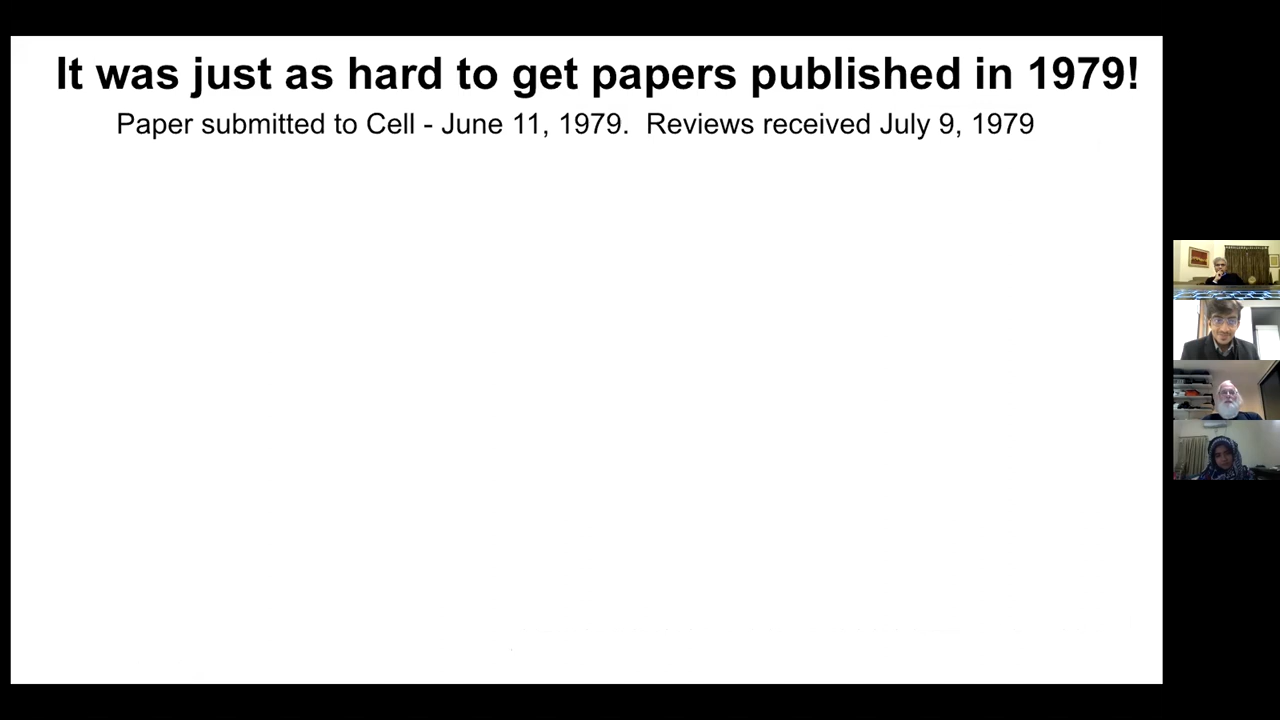 It was just as hard to get papers published in 1979!
Paper submitted to Cell - June 11, 1979.  Reviews received July 9, 1979